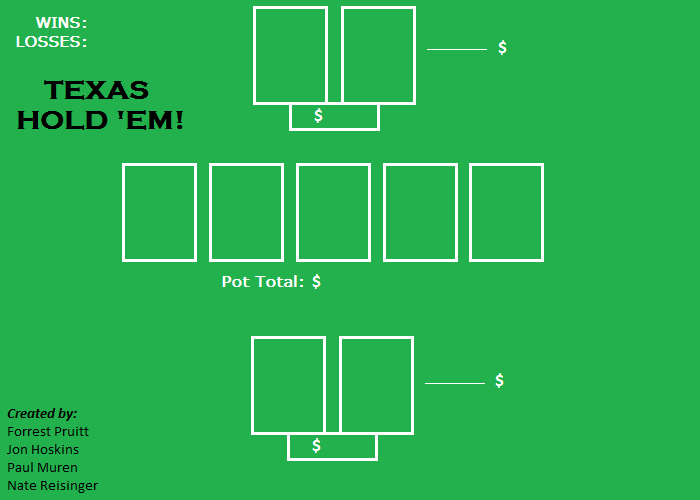 WINS:
LOSSES:
$
$
TEXAS
HOLD 'EM!
Pot Total: $
$
$
Created by:
Forrest Pruitt
Jon Hoskins
Paul Muren
Nate Reisinger